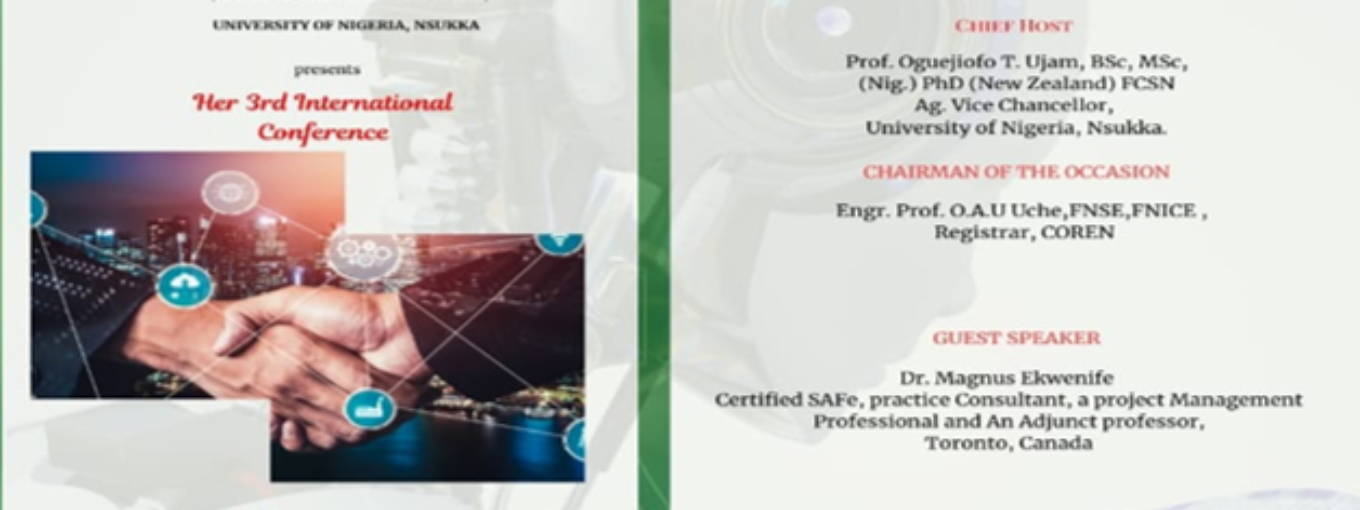 UNIVERSITY OF NIGERIA, NSUKKA
presents
Her 3rd International
Conference
CHIEF HOST
Prof. Oguejiofo T. Ujam, BSc, MSc,
(Nig.) PhD (New Zealand) FCSN
Ag. Vice Chancellor,
University of Nigeria, Nsukka.
CHAIRMAN OF THE OCCASION
Engr. Prof. O.A.U Uche,FNSE,FNICE ,
Registrar, COREN
GUEST SPEAKER
Dr. Magnus Ekwenife
Certified SAFe, practice Consultant, a project Management
Professional and An Adjunct professor,
Toronto, Canada